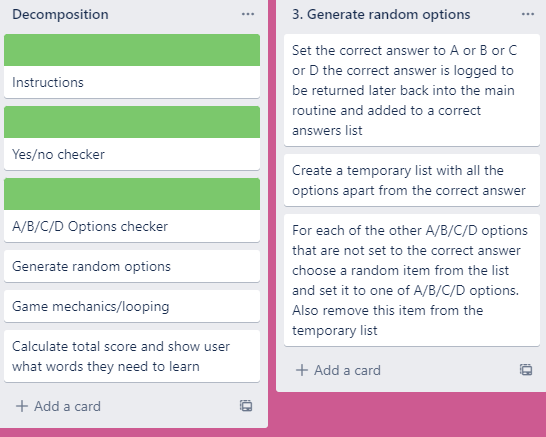 Decomposition
Instructions
Yes/no checker
A/B/C/D Options checker
Generate random options
Game mechanics/looping
Calculate total score and show user
what words they need to learn
+ Add a card
3. Generate random options
Set the correct answer to A or B or C
or D the correct answer is logged to
be returned later back into the main
routine and added to a correct
answers list
Create a temporary list with all the
options apart from the correct answer
For each of the other A/B/C/D options
that are not set to the correct answer
choose a random item from the list
and set it to one of A/B/C/D options.
Also remove this item from the
temporary list
+ Add a card